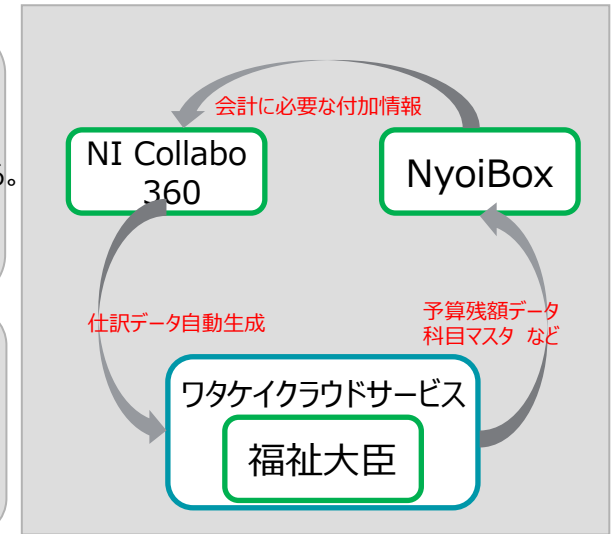 会計に必要な付加情報
NI Collabo
360
NyoiBox
る。
仕訳データ自動生成
予算残額データ
科目マスタ など
ワタケイクラウドサービス
福祉大臣